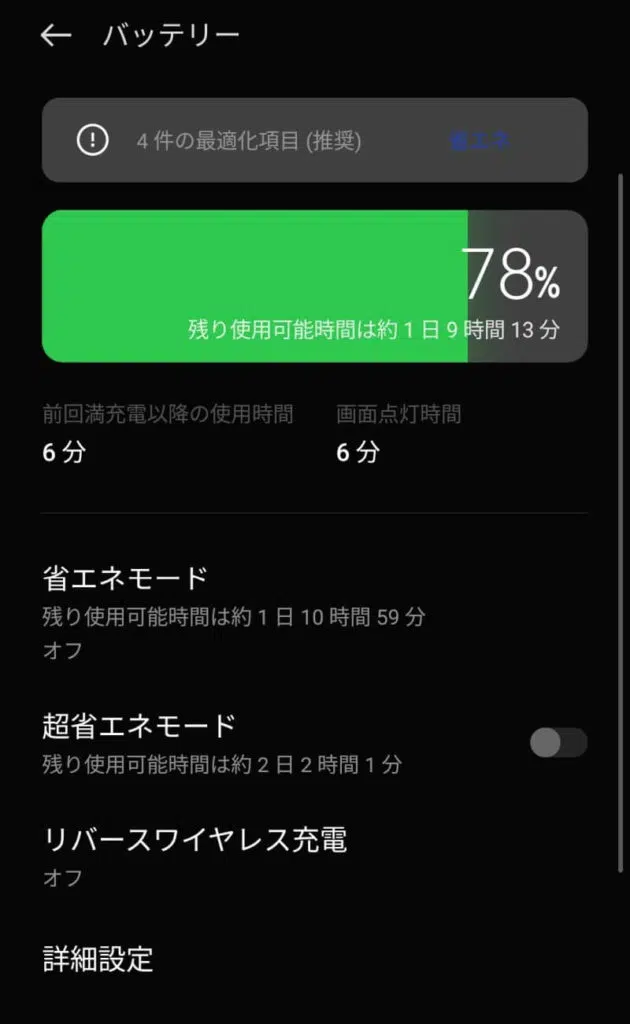 バッテリー
4 件の最適化項目 (推奨) 省エネ
78%
残り使用可能時間は約 1 日 9 時間 13 分
前回満充電以降の使用時間 画面点灯時間
6 分 6 分
省エネモード
残り使用可能時間は約 1 日 10 時間 59 分
オフ
超省エネモード
残り使用可能時間は約 2 日 2 時間 1 分
リバースワイヤレス充電
オフ
詳細設定